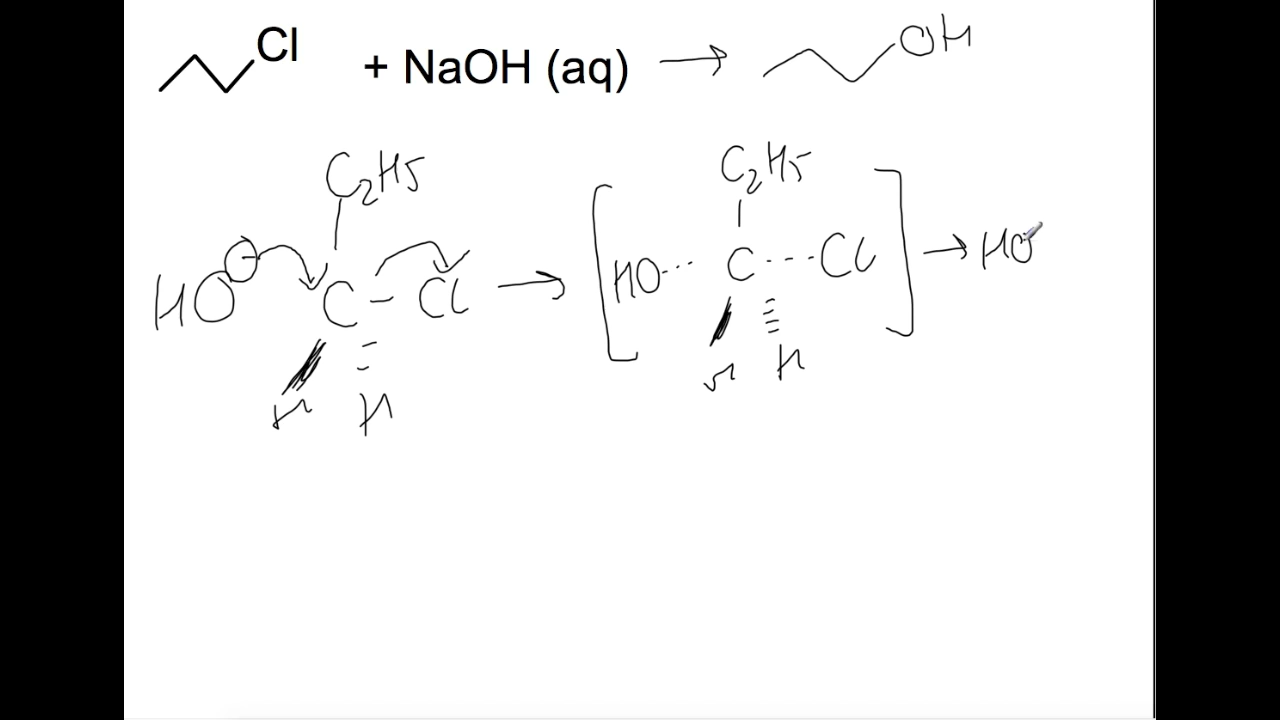 Cl + NaOH (aq) → OH
C₂H₅ C₂H₅
HO⊖ C - Cl → [HO··· C ····Cl] → HO
H H H H